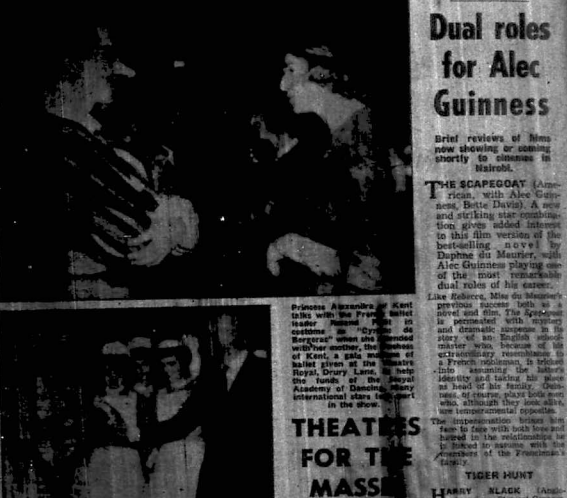 Dual roles
for Alec
Guinness
Brief reviews of films
now showing or coming
shortly to cinemas in
Nairobi.
THE SCAPEGOAT (Ame-
rican, with Alec Guin-
ness, Bette Davis). A new
and striking star combina-
tion gives added interest
to this film version of the
best-selling novel by
Daphne du Maurier, with
Alec Guinness playing one
of the most remarkable
dual roles of his career.
Like Rebecca, Miss du Maurier's
previous success both as a
novel and film, The Scapegoat
is permeated with mystery
and dramatic suspense in its
story of an English school-
master who, because of his
extraordinary resemblance to
a French nobleman, is tricked
into assuming the latter's
identity and taking his place
as head of his family. Guin-
ness, of course, plays both men
who, although they look alike,
are temperamental opposites.
The impersonation brings him
face to face with both love and
hatred in the relationships he
is forced to assume with the
members of the Frenchman's
family.
TIGER HUNT
HARRY BLACK (Anglo-
Princess Alexandra of Kent
talks with the French ballet
leader Roland Petit in
costume as "Cyrano de
Bergerac" when she attended
with her mother, the Duchess
of Kent, a gala matinee of
ballet given at the Theatre
Royal, Drury Lane, to help
the funds of the Royal
Academy of Dancing. Many
international stars took part
in the show.
THEATRES
FOR THE
MASSES